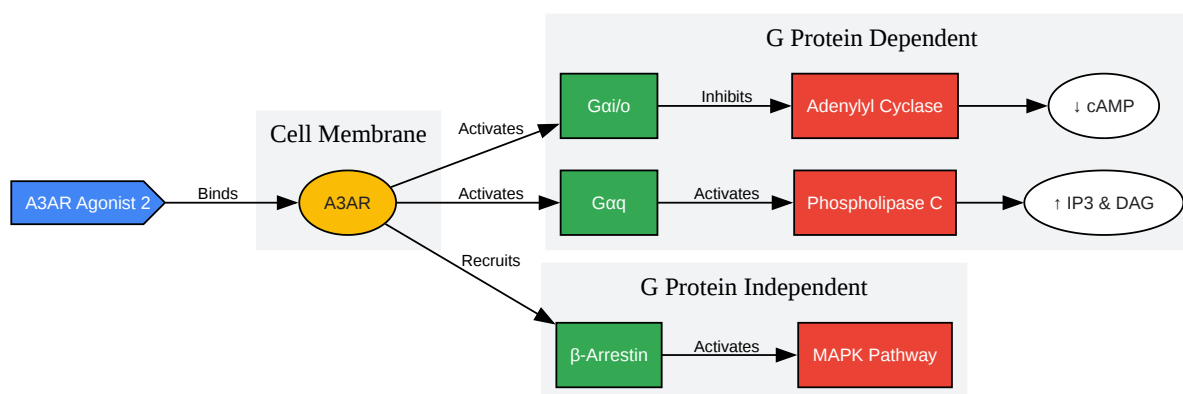 G Protein Dependent
Gαi/o
Inhibits
Adenylyl Cyclase
↓ cAMP
Cell Membrane
Activates
A3AR Agonist 2
Binds
A3AR
Activates
Gαq
Activates
Phospholipase C
↑ IP3 & DAG
Recruits
G Protein Independent
β-Arrestin
Activates
MAPK Pathway